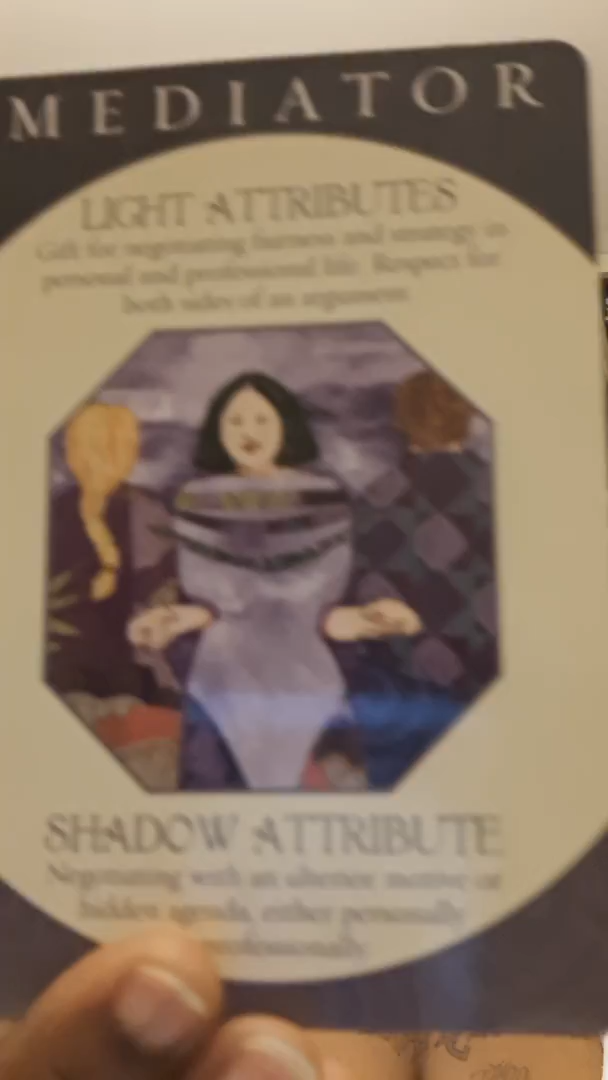 MEDIATOR
LIGHT ATTRIBUTES
Gift for negotiating fairness and strategy in
personal and professional life. Respect for
both sides of an argument.
SHADOW ATTRIBUTE
Negotiating with an ulterior motive or
hidden agenda, either personally
professionally.